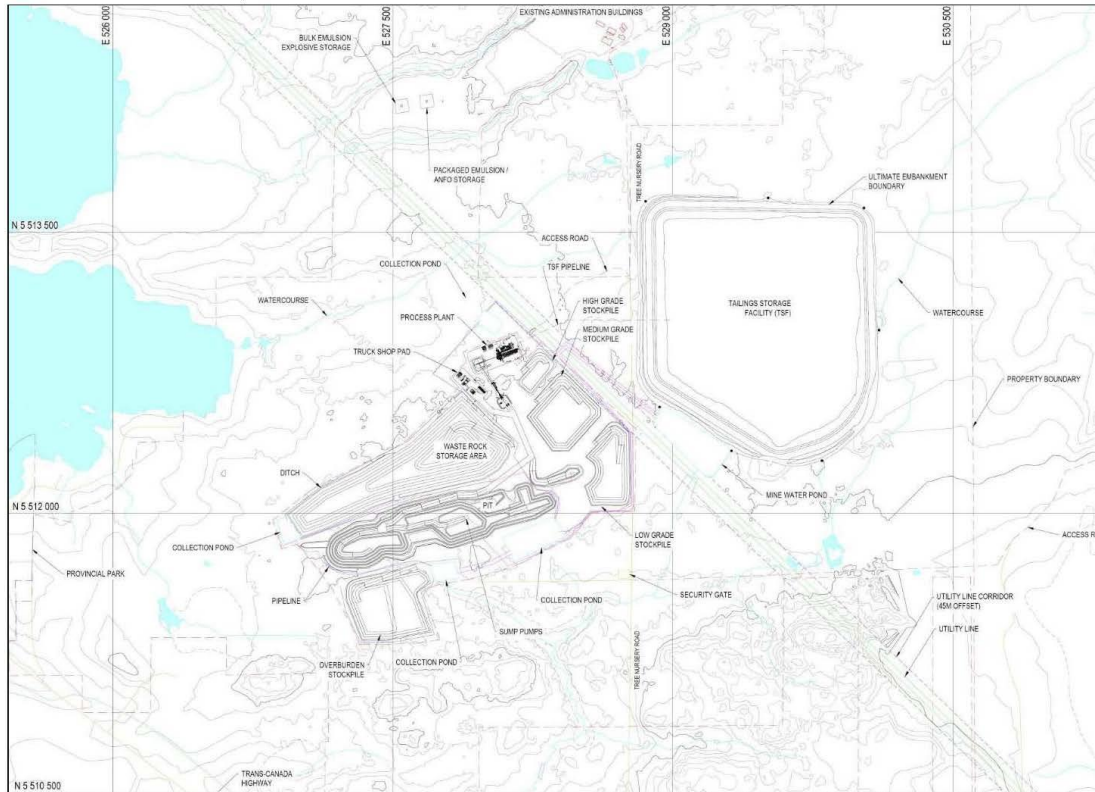 E 526 000
E 527 500
E 529 000
E 530 500
EXISTING ADMINISTRATION BUILDINGS
BULK EMULSION
EXPLOSIVE STORAGE
PACKAGED EMULSION /
ANFO STORAGE
TREE NURSERY ROAD
ULTIMATE EMBANKMENT
BOUNDARY
N 5 513 500
ACCESS ROAD
COLLECTION POND
TSF PIPELINE
WATERCOURSE
HIGH GRADE
STOCKPILE
TAILINGS STORAGE
FACILITY (TSF)
WATERCOURSE
PROCESS PLANT
MEDIUM GRADE
STOCKPILE
TRUCK SHOP PAD
PROPERTY BOUNDARY
WASTE ROCK
STORAGE AREA
DITCH
MINE WATER POND
PIT
N 5 512 000
LOW GRADE
STOCKPILE
ACCESS R
COLLECTION POND
PROVINCIAL PARK
PIPELINE
COLLECTION POND
SECURITY GATE
UTILITY LINE CORRIDOR
(45M OFFSET)
SUMP PUMPS
UTILITY LINE
OVERBURDEN
STOCKPILE
COLLECTION POND
TREE NURSERY ROAD
TRANS-CANADA
HIGHWAY
N 5 510 500